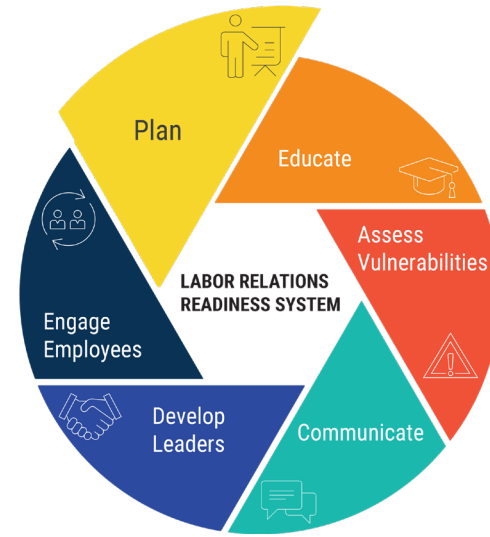 Plan
Educate
Assess
Vulnerabilities
LABOR RELATIONS
READINESS SYSTEM
Engage
Employees
Develop
Leaders
Communicate